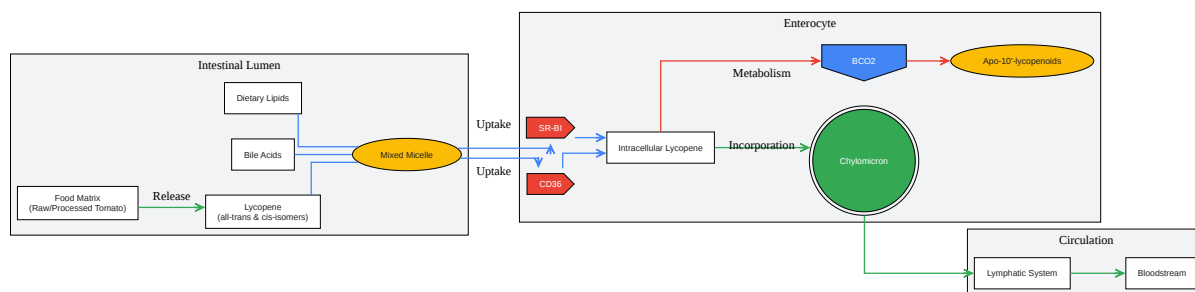 Enterocyte
Intestinal Lumen
Metabolism
BCO2
Apo-10'-lycopenoids
Dietary Lipids
Uptake
SR-BI
Bile Acids
Mixed Micelle
Intracellular Lycopene
Incorporation
Chylomicron
Uptake
CD36
Food Matrix
(Raw/Processed Tomato)
Release
Lycopene
(all-trans & cis-isomers)
Circulation
Lymphatic System
Bloodstream